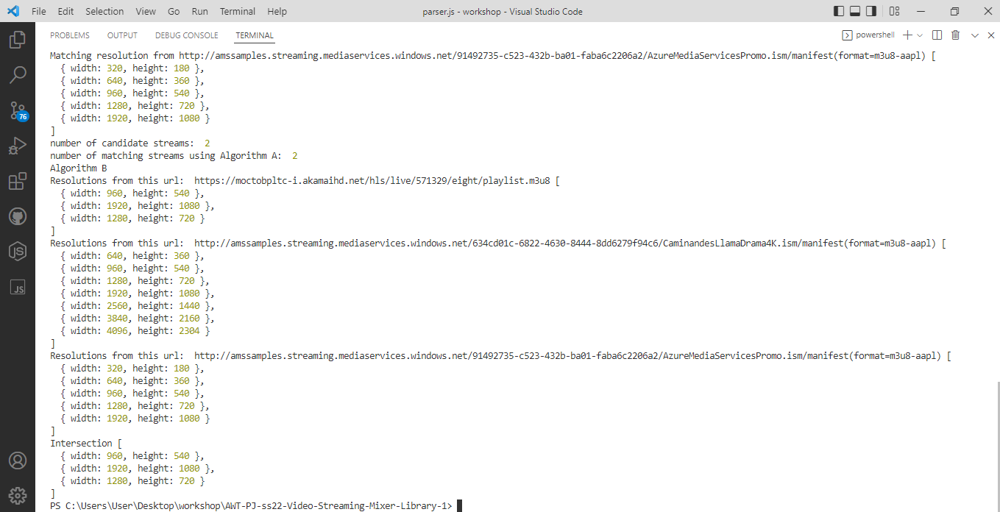 File Edit Selection View Go Run Terminal Help parser.js - workshop - Visual Studio Code
PROBLEMS OUTPUT DEBUG CONSOLE TERMINAL powershell
Matching resolution from http://amssamples.streaming.mediaservices.windows.net/91492735-c523-432b-ba01-faba6c2206a2/AzureMediaServicesPromo.ism/manifest(format=m3u8-aapl) [
  { width: 320, height: 180 },
  { width: 640, height: 360 },
  { width: 960, height: 540 },
  { width: 1280, height: 720 },
  { width: 1920, height: 1080 }
]
number of candidate streams:  2
number of matching streams using Algorithm A:  2
Algorithm B
Resolutions from this url:  https://moctobpltc-i.akamaihd.net/hls/live/571329/eight/playlist.m3u8 [
  { width: 960, height: 540 },
  { width: 1920, height: 1080 },
  { width: 1280, height: 720 }
]
Resolutions from this url:  http://amssamples.streaming.mediaservices.windows.net/634cd01c-6822-4630-8444-8dd6279f94c6/CaminandesLlamaDrama4K.ism/manifest(format=m3u8-aapl) [
  { width: 640, height: 360 },
  { width: 960, height: 540 },
  { width: 1280, height: 720 },
  { width: 1920, height: 1080 },
  { width: 2560, height: 1440 },
  { width: 3840, height: 2160 },
  { width: 4096, height: 2304 }
]
Resolutions from this url:  http://amssamples.streaming.mediaservices.windows.net/91492735-c523-432b-ba01-faba6c2206a2/AzureMediaServicesPromo.ism/manifest(format=m3u8-aapl) [
  { width: 320, height: 180 },
  { width: 640, height: 360 },
  { width: 960, height: 540 },
  { width: 1280, height: 720 },
  { width: 1920, height: 1080 }
]
Intersection [
  { width: 960, height: 540 },
  { width: 1920, height: 1080 },
  { width: 1280, height: 720 }
]
PS C:\Users\User\Desktop\workshop\AWT-PJ-ss22-Video-Streaming-Mixer-Library-1>
76
JS
JS